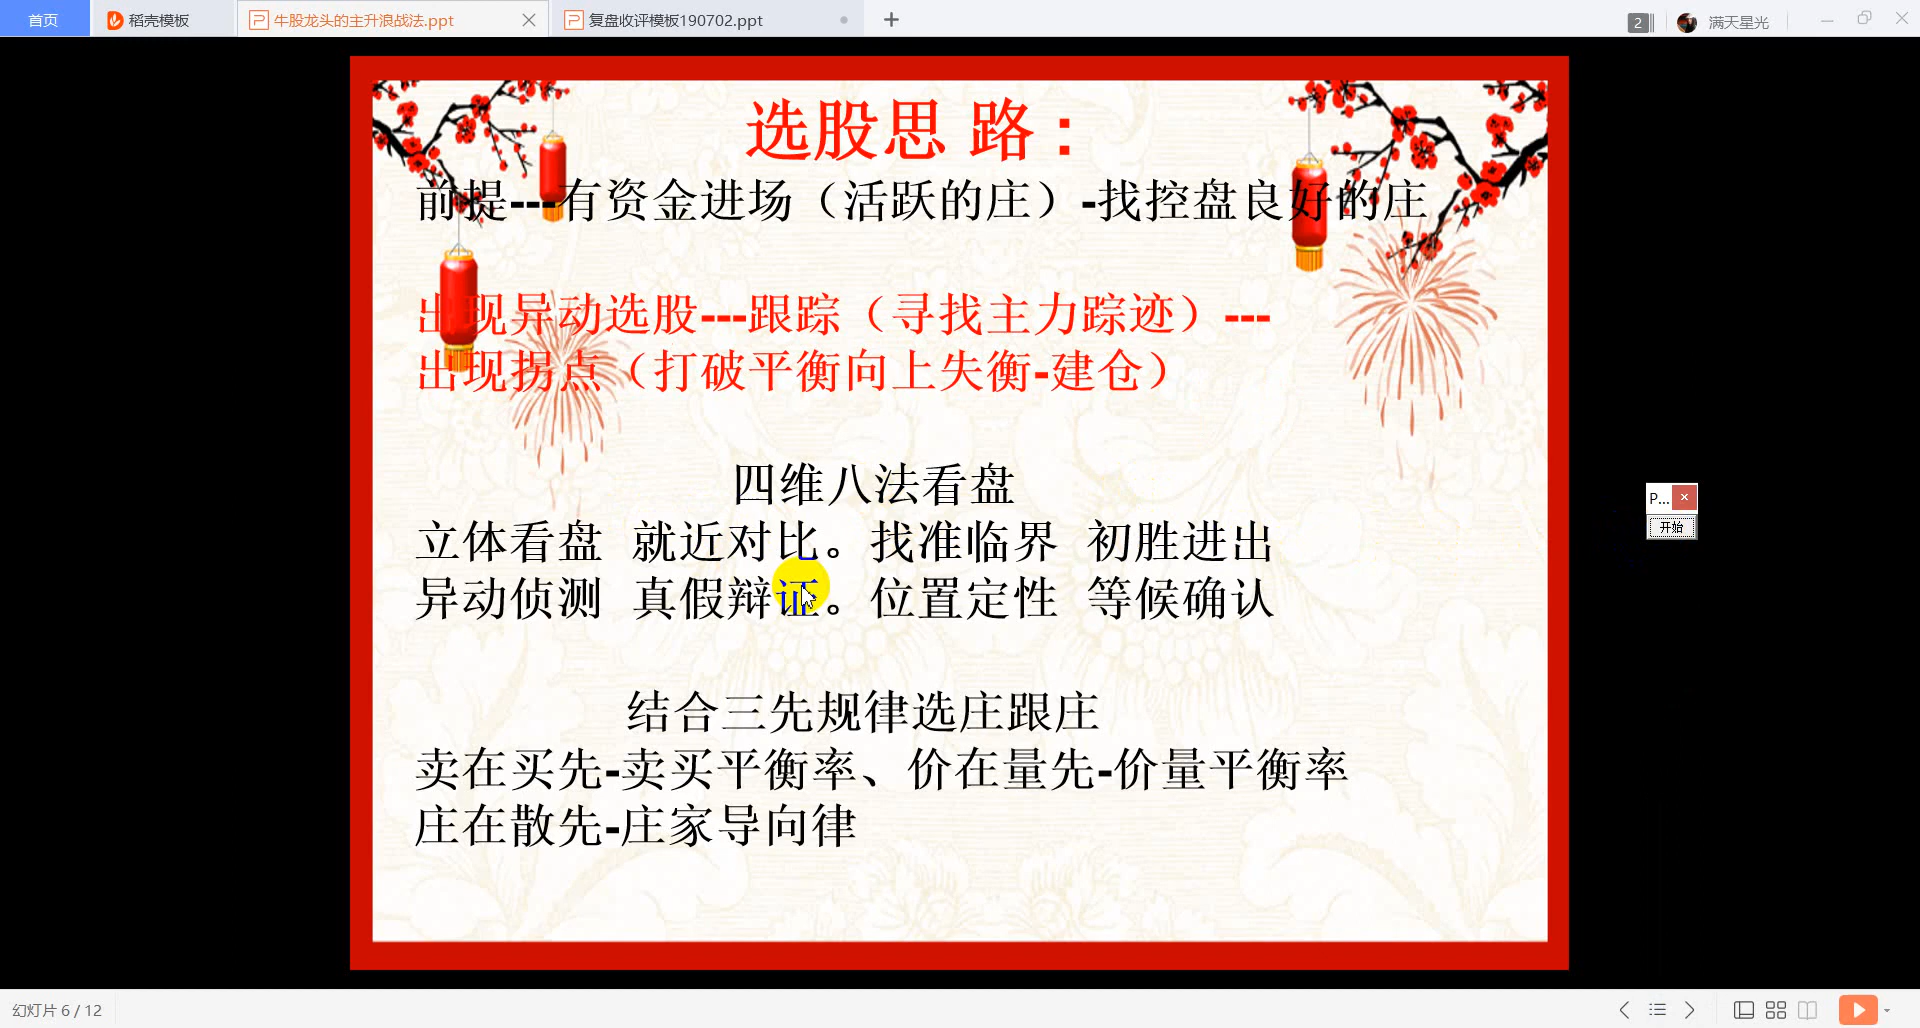 首页
稻壳模板
牛股龙头的主升浪战法.ppt
复盘收评模板190702.ppt
2
满天星光
选股思 路：
前提---有资金进场（活跃的庄）-找控盘良好的庄
出现异动选股---跟踪（寻找主力踪迹）---
出现拐点（打破平衡向上失衡-建仓）
四维八法看盘
立体看盘 就近对比。找准临界 初胜进出
异动侦测 真假辩证。位置定性 等候确认
结合三先规律选庄跟庄
卖在买先-卖买平衡率、价在量先-价量平衡率
庄在散先-庄家导向律
P...
开始
幻灯片 6 / 12